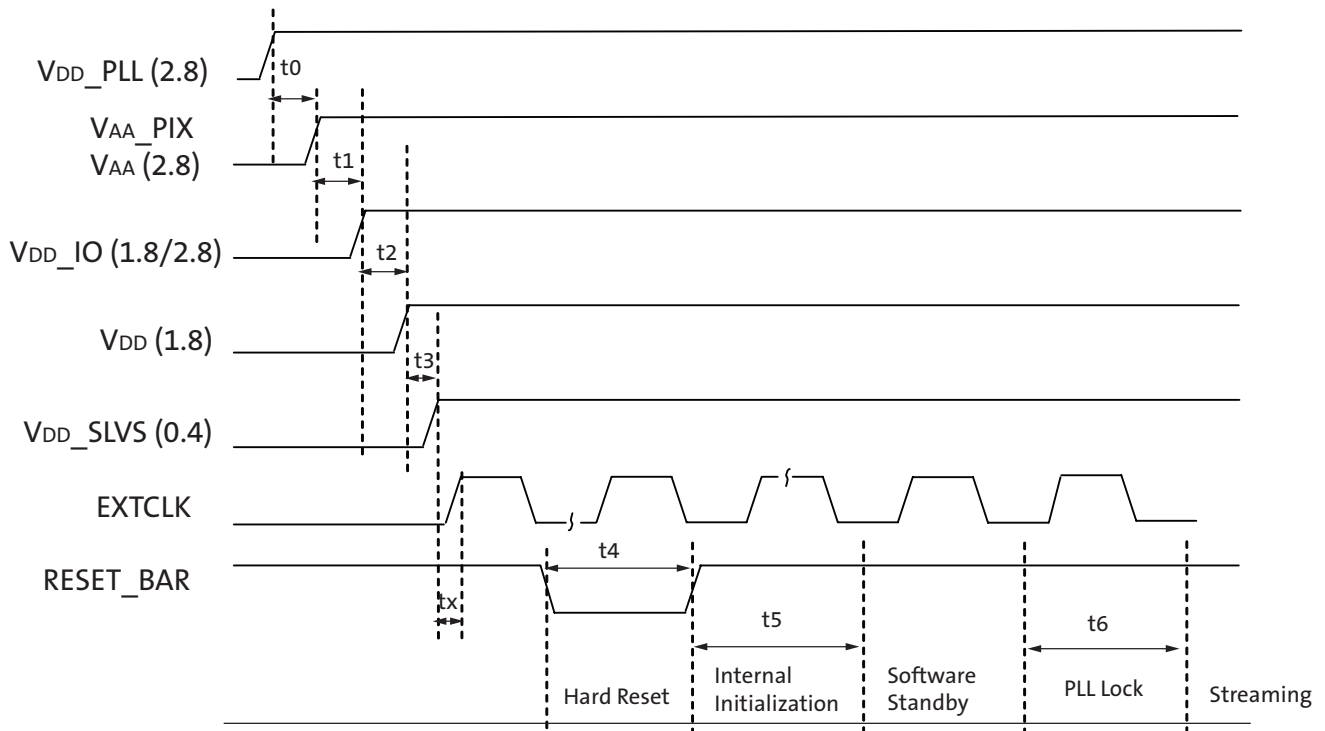 VDD_PLL (2.8)
t0
VAA_PIX
VAA (2.8)
t1
VDD_IO (1.8/2.8)
t2
VDD (1.8)
t3
VDD_SLVS (0.4)
EXTCLK
RESET_BAR
tx
t4
t5
t6
Hard Reset
Internal
Initialization
Software
Standby
PLL Lock
Streaming